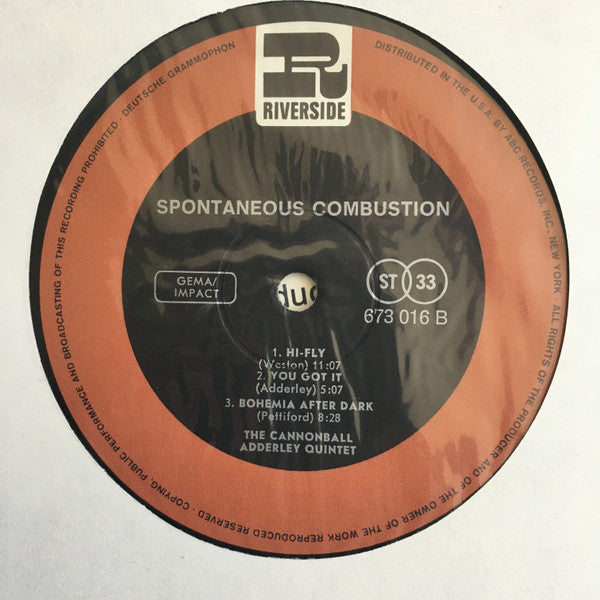 R
RIVERSIDE
DISTRIBUTED IN THE U.S.A. BY ABC RECORDS, INC., NEW YORK · ALL RIGHTS OF THE PRODUCER AND OF THE OWNER OF THE WORK REPRODUCED RESERVED · COPYING, PUBLIC PERFORMANCE AND BROADCASTING OF THIS RECORDING PROHIBITED · DEUTSCHE GRAMMOPHON
SPONTANEOUS COMBUSTION
GEMA/
IMPACT
duc
ST 33
673 016 B
1. HI-FLY
(Weston) 11:07
2. YOU GOT IT
(Adderley) 5:07
3. BOHEMIA AFTER DARK
(Pettiford) 8:28
THE CANNONBALL
ADDERLEY QUINTET